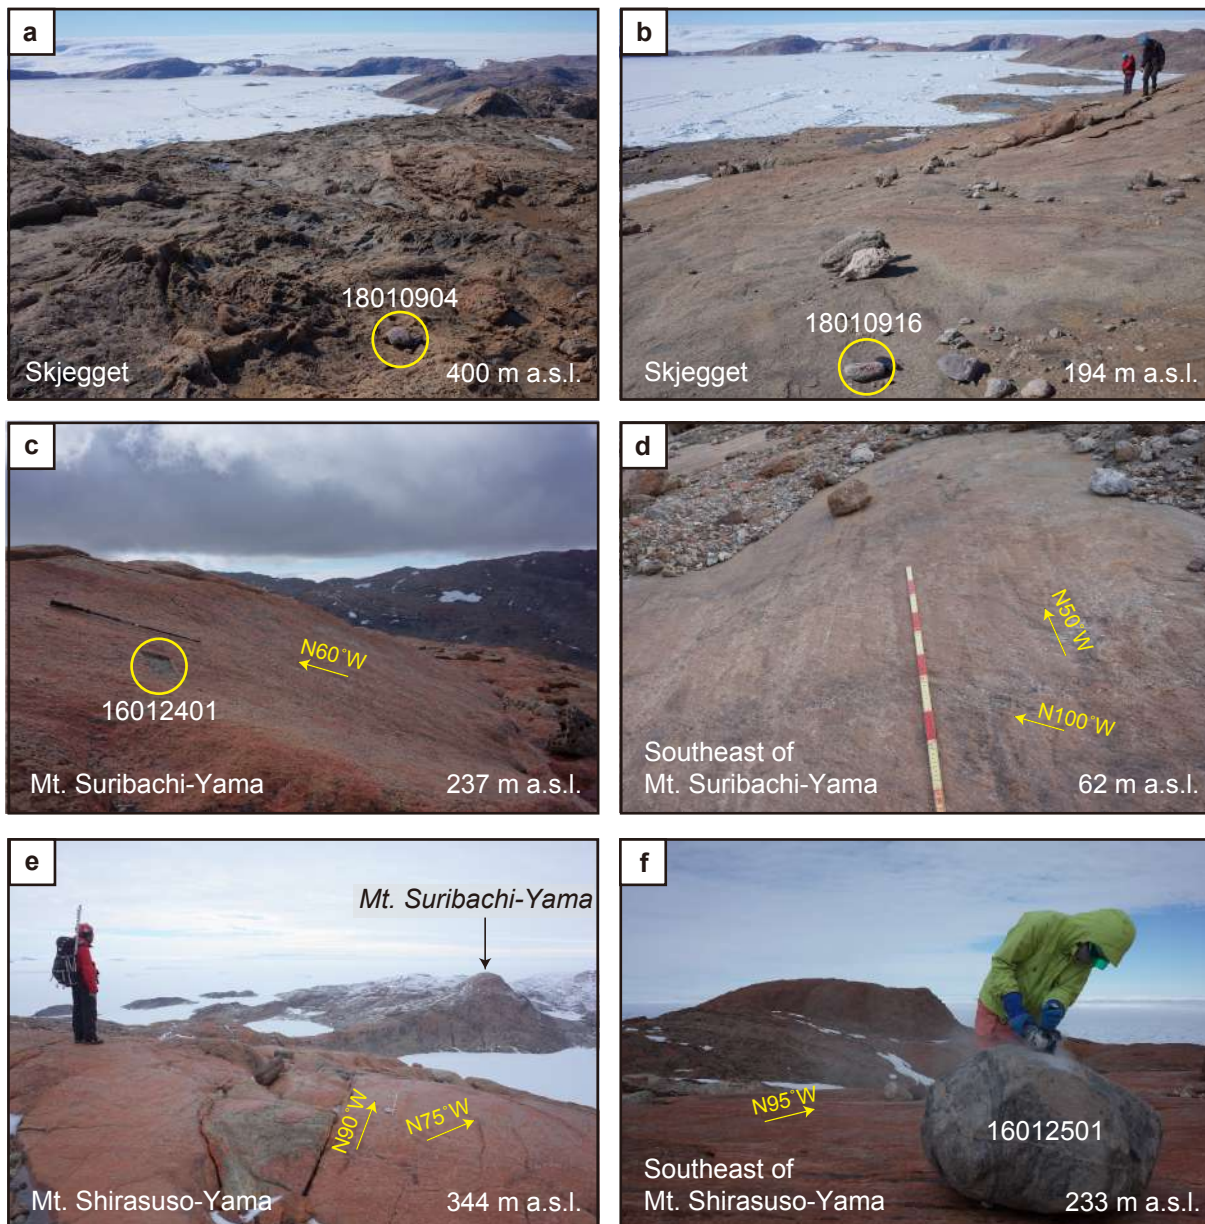 a
18010904
Skjegget
400 m a.s.l.
b
18010916
Skjegget
194 m a.s.l.
c
N60°W
16012401
Mt. Suribachi-Yama
237 m a.s.l.
d
N50°W
N100°W
Southeast of
Mt. Suribachi-Yama
62 m a.s.l.
e
Mt. Suribachi-Yama
N90°W
N75°W
Mt. Shirasuso-Yama
344 m a.s.l.
f
N95°W
16012501
Southeast of
Mt. Shirasuso-Yama
233 m a.s.l.